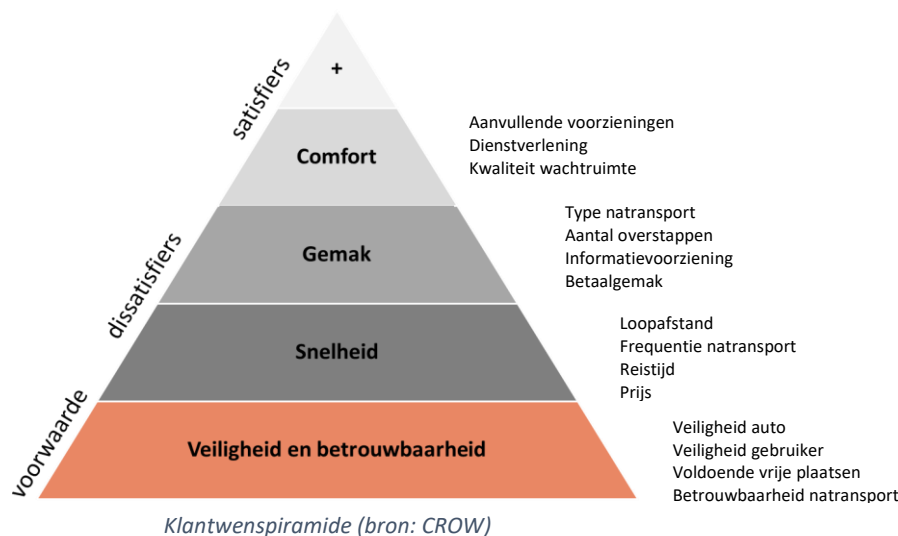 satisfiers
+
Comfort
Aanvullende voorzieningen
Dienstverlening
Kwaliteit wachtruimte
dissatisfiers
Gemak
Type natransport
Aantal overstappen
Informatievoorziening
Betaalgemak
Snelheid
Loopafstand
Frequentie natransport
Reistijd
Prijs
voorwaarde
Veiligheid en betrouwbaarheid
Veiligheid auto
Veiligheid gebruiker
Voldoende vrije plaatsen
Betrouwbaarheid natransport
Klantwenspiramide (bron: CROW)